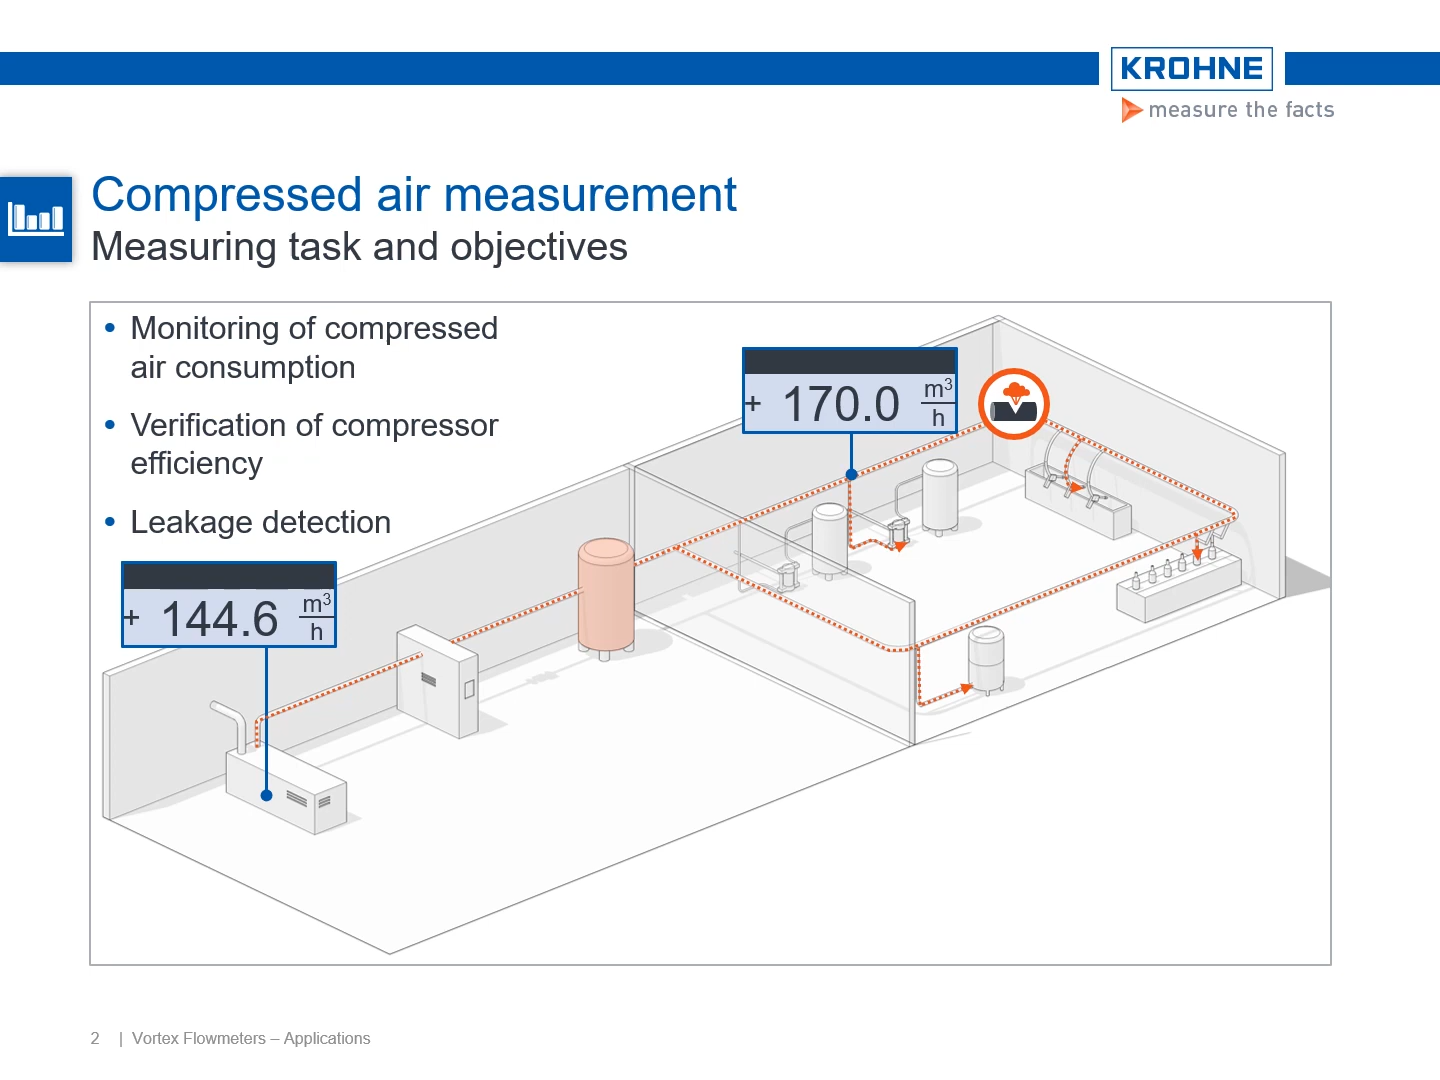 KROHNE
measure the facts
Compressed air measurement
Measuring task and objectives
• Monitoring of compressed
air consumption
• Verification of compressor
efficiency
• Leakage detection
+ 170.0 m³/h
+ 144.6 m³/h
2 | Vortex Flowmeters – Applications